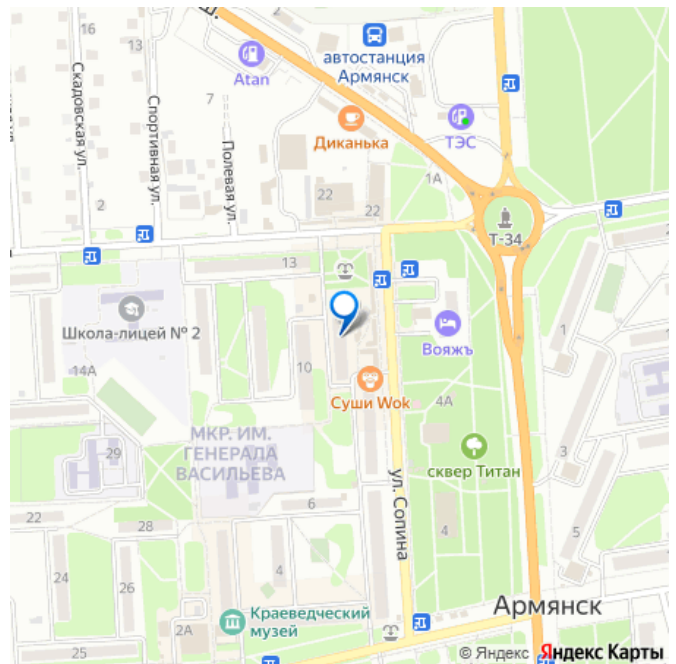 16
13
ш.
Atan
автостанция
Армянск
Скадовская ул.
Спортивная ул.
7
Полевая ул.
Диканька
ТЭС
22
1А
2
22
Т-34
13
Школа-лицей № 2
Вояжъ
1
14А
10
Суши Wok
4А
МКР. ИМ.
ГЕНЕРАЛА
ВАСИЛЬЕВА
29
3
сквер Титан
ул. Сопина
22
28
6
4
5
24
26
4
Армянск
Краеведческий
музей
2А
25
© Яндекс Яндекс Карты